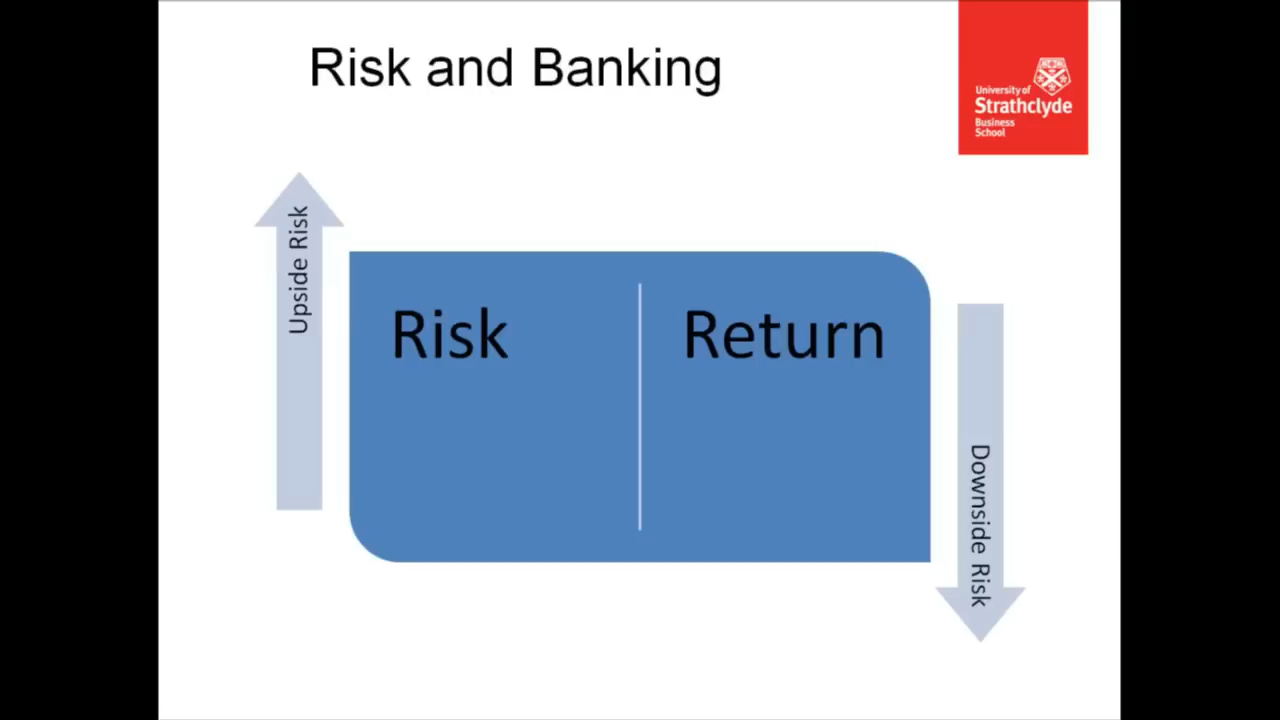 Risk and Banking
University of
Strathclyde
Business
School
Upside Risk
Risk
Return
Downside Risk